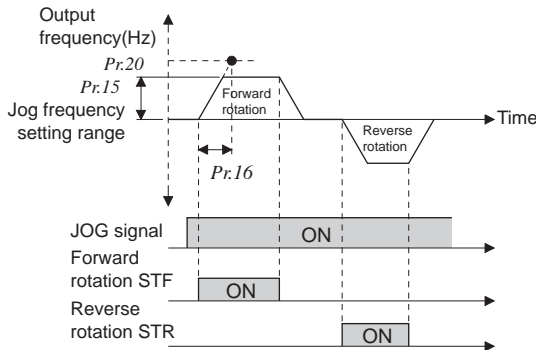 Output
frequency(Hz)
Pr.20
Pr.15
Jog frequency
setting range
Forward
rotation
Time
Reverse
rotation
Pr.16
JOG signal
ON
Forward
rotation STF
ON
Reverse
rotation STR
ON